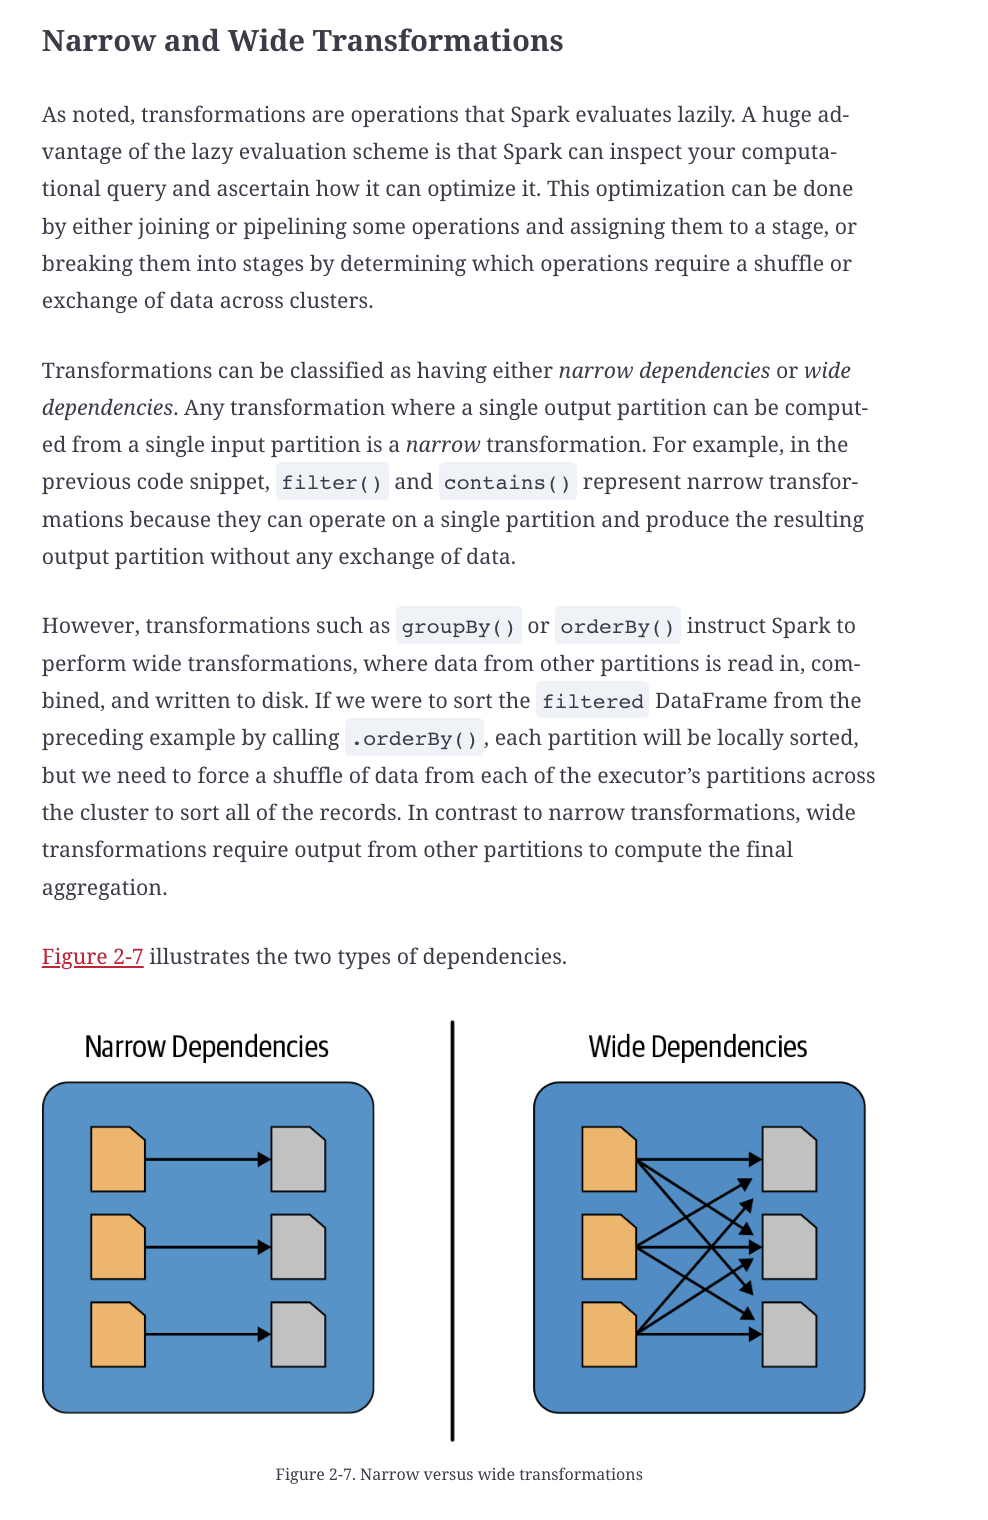 Narrow and Wide Transformations
As noted, transformations are operations that Spark evaluates lazily. A huge ad-
vantage of the lazy evaluation scheme is that Spark can inspect your computa-
tional query and ascertain how it can optimize it. This optimization can be done
by either joining or pipelining some operations and assigning them to a stage, or
breaking them into stages by determining which operations require a shuffle or
exchange of data across clusters.
Transformations can be classified as having either narrow dependencies or wide
dependencies. Any transformation where a single output partition can be comput-
ed from a single input partition is a narrow transformation. For example, in the
previous code snippet, filter() and contains() represent narrow transfor-
mations because they can operate on a single partition and produce the resulting
output partition without any exchange of data.
However, transformations such as groupBy() or orderBy() instruct Spark to
perform wide transformations, where data from other partitions is read in, com-
bined, and written to disk. If we were to sort the filtered DataFrame from the
preceding example by calling .orderBy(), each partition will be locally sorted,
but we need to force a shuffle of data from each of the executor’s partitions across
the cluster to sort all of the records. In contrast to narrow transformations, wide
transformations require output from other partitions to compute the final
aggregation.
Figure 2-7 illustrates the two types of dependencies.
Narrow Dependencies
Wide Dependencies
Figure 2-7. Narrow versus wide transformations